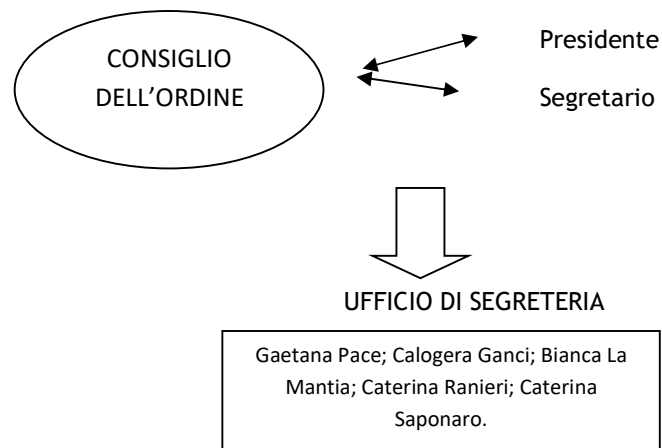 CONSIGLIO
DELL’ORDINE
Presidente
Segretario
UFFICIO DI SEGRETERIA
Gaetana Pace; Calogera Ganci; Bianca La
Mantia; Caterina Ranieri; Caterina
Saponaro.